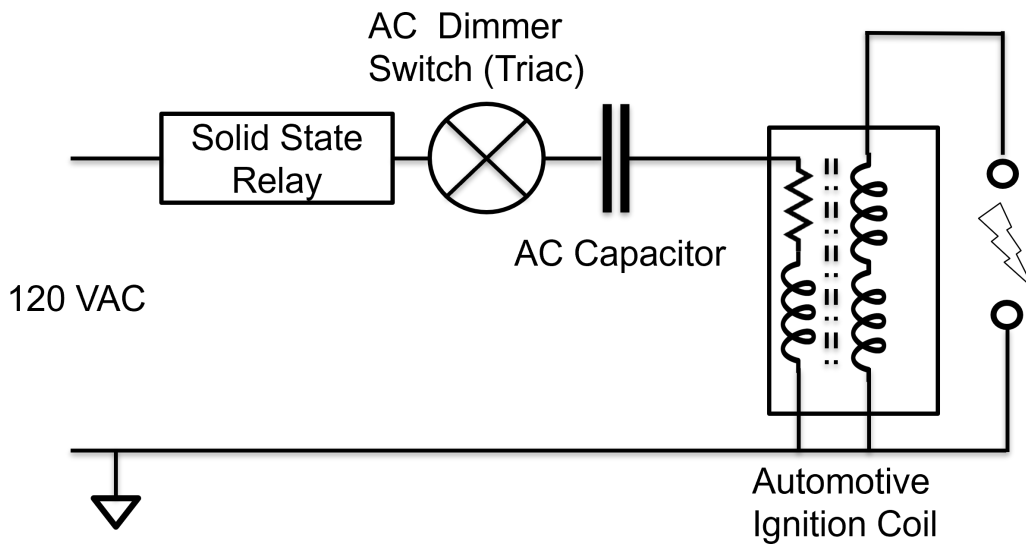 AC Dimmer
Switch (Triac)
Solid State
Relay
AC Capacitor
120 VAC
Automotive
Ignition Coil